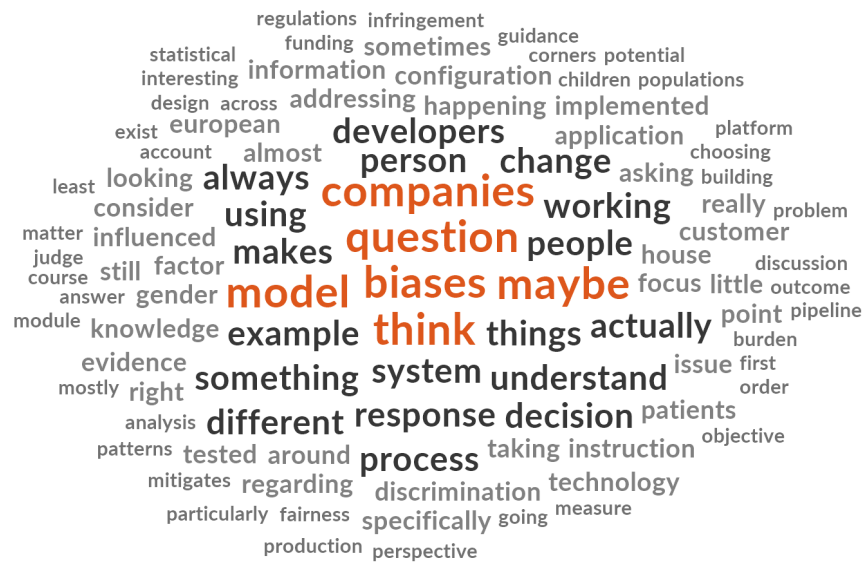 regulations infringement
funding sometimes guidance
statistical corners potential
interesting information configuration children populations
design across addressing happening implemented
exist european developers application platform
account almost person change choosing
least looking always companies asking building
consider using working really problem
matter influenced makes question people customer
judge house discussion
course still factor biases maybe focus little outcome
answer gender model point pipeline
module knowledge example think things actually burden
evidence something system understand issue first
mostly right order
analysis different response decision patients
patterns tested around process taking instruction objective
mitigates regarding discrimination technology
particularly fairness specifically going measure
production perspective